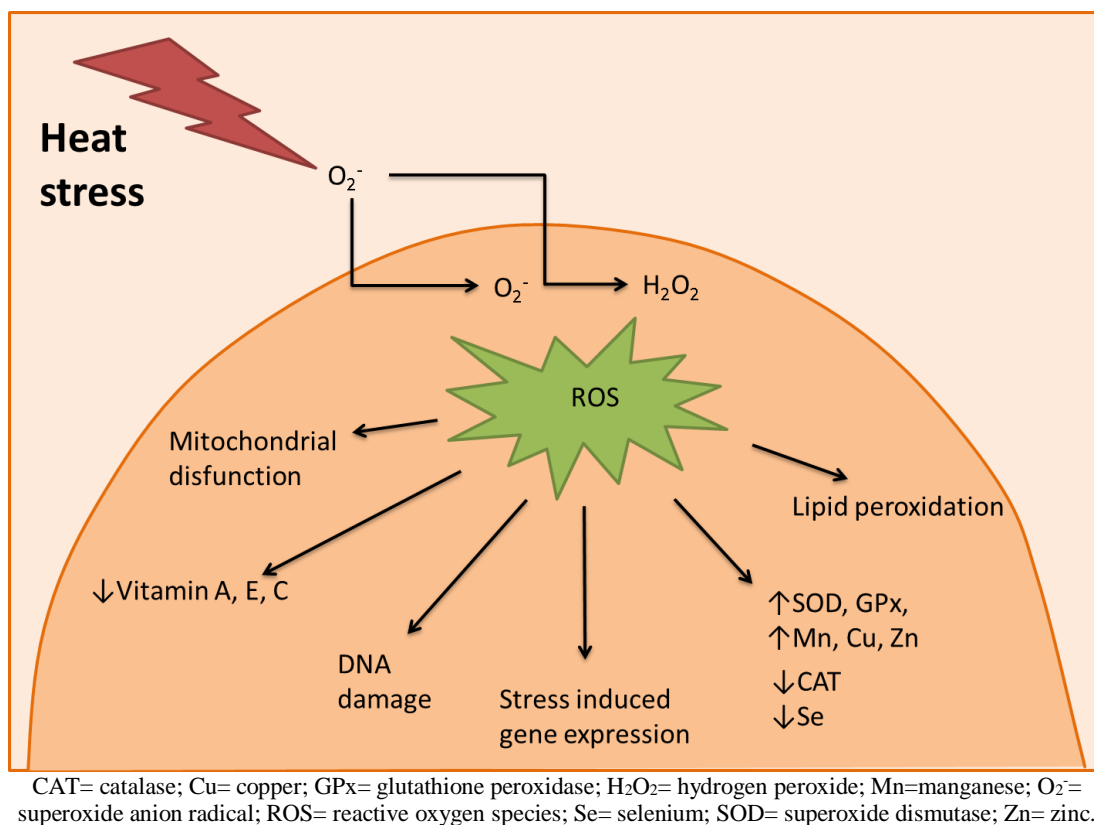 Heat
stress
O₂⁻
O₂⁻
H₂O₂
ROS
Mitochondrial
disfunction
Lipid peroxidation
↓Vitamin A, E, C
↑SOD, GPx,
↑Mn, Cu, Zn
↓CAT
↓Se
DNA
damage
Stress induced
gene expression
CAT= catalase; Cu= copper; GPx= glutathione peroxidase; H₂O₂= hydrogen peroxide; Mn=manganese; O₂⁻=
superoxide anion radical; ROS= reactive oxygen species; Se= selenium; SOD= superoxide dismutase; Zn= zinc.